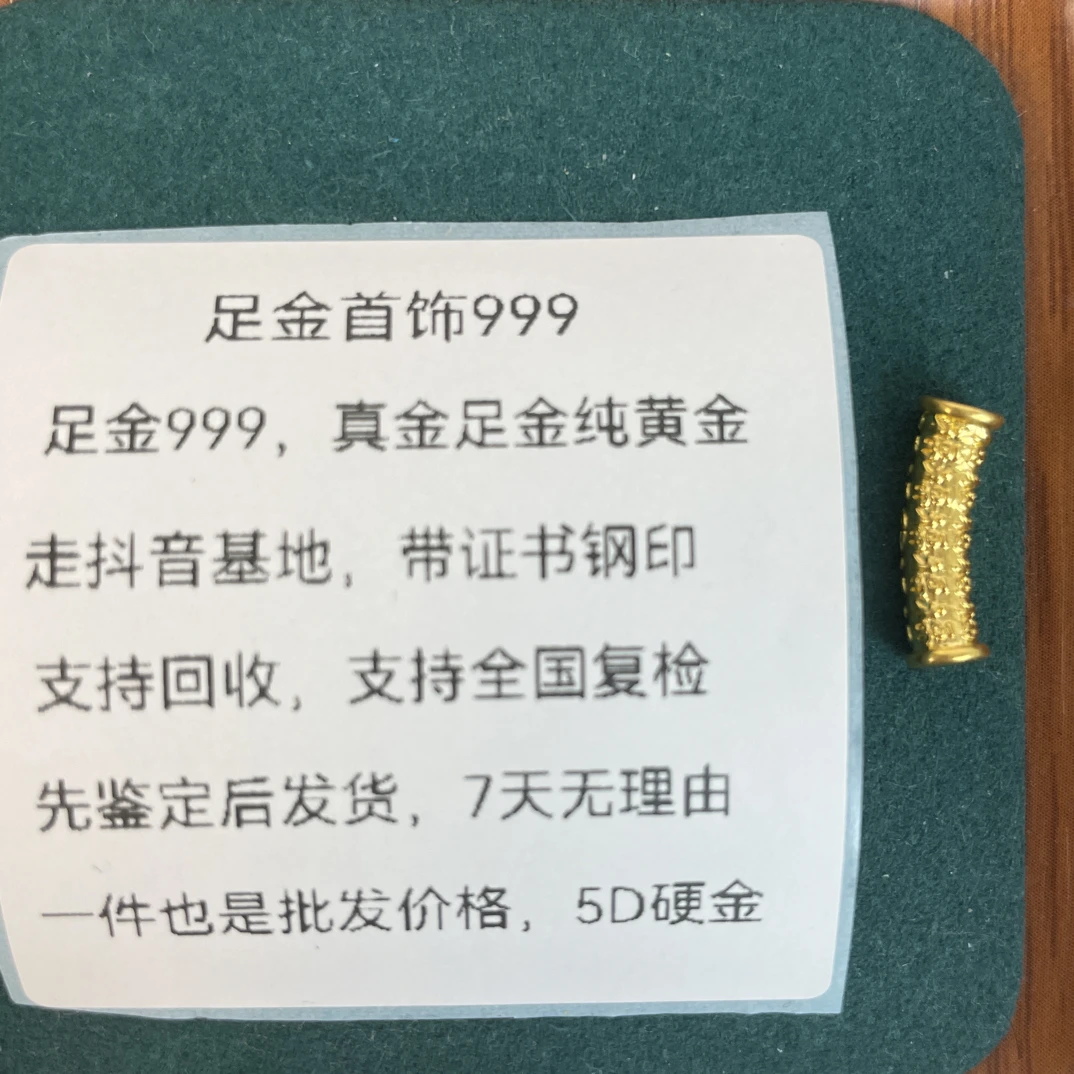 足金首饰999
足金999，真金足金纯黄金
走抖音基地，带证书钢印
支持回收，支持全国复检
先鉴定后发货，7天无理由
一件也是批发价格，5D硬金